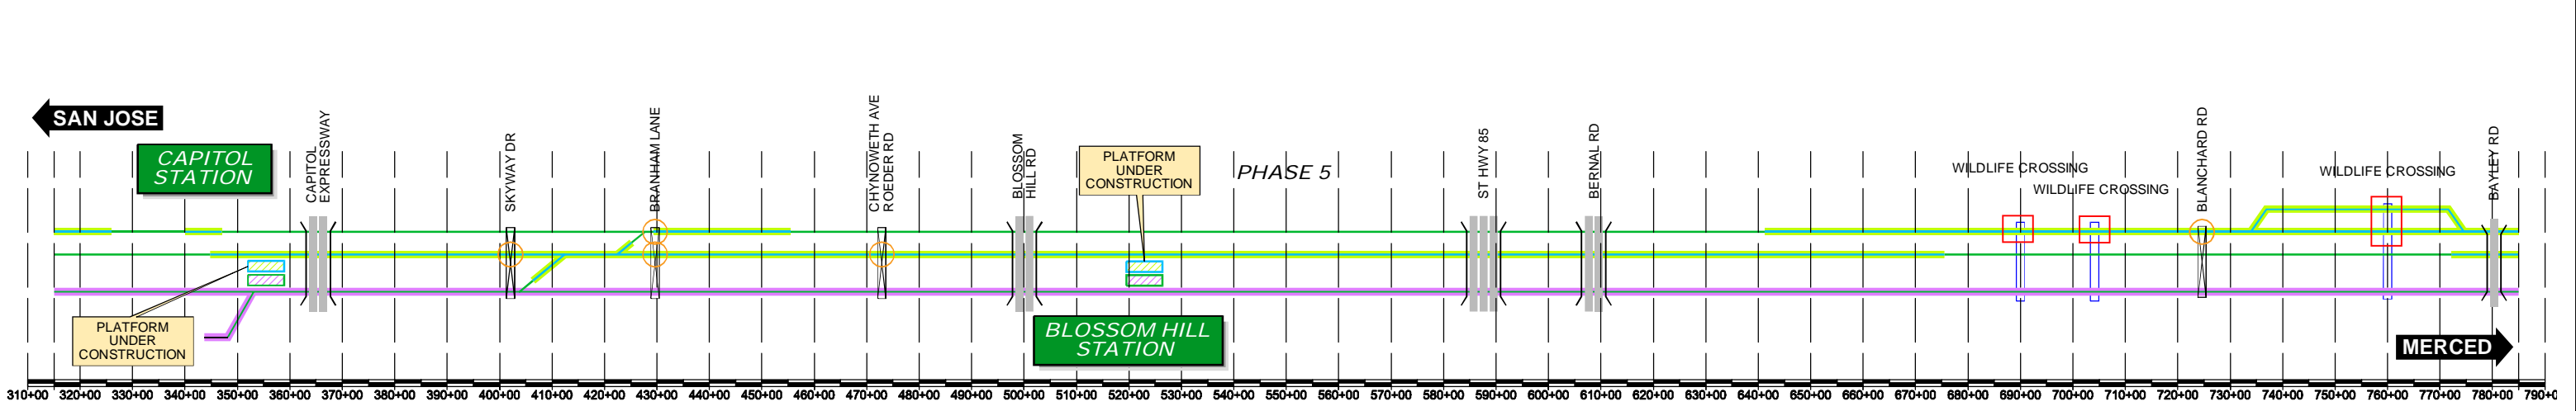 SAN JOSE
CAPITOL
STATION
CAPITOL
EXPRESSWAY
SKYWAY DR
BRANHAM LANE
CHYNOWETH AVE
ROEDER RD
BLOSSOM
HILL RD
PLATFORM
UNDER
CONSTRUCTION
PHASE 5
ST HWY 85
BERNAL RD
WILDLIFE CROSSING
WILDLIFE CROSSING
BLANCHARD RD
WILDLIFE CROSSING
BAYLEY RD
PLATFORM
UNDER
CONSTRUCTION
BLOSSOM HILL
STATION
MERCED
310+00 320+00 330+00 340+00 350+00 360+00 370+00 380+00 390+00 400+00 410+00 420+00 430+00 440+00 450+00 460+00 470+00 480+00 490+00 500+00 510+00 520+00 530+00 540+00 550+00 560+00 570+00 580+00 590+00 600+00 610+00 620+00 630+00 640+00 650+00 660+00 670+00 680+00 690+00 700+00 710+00 720+00 730+00 740+00 750+00 760+00 770+00 780+00 790+0